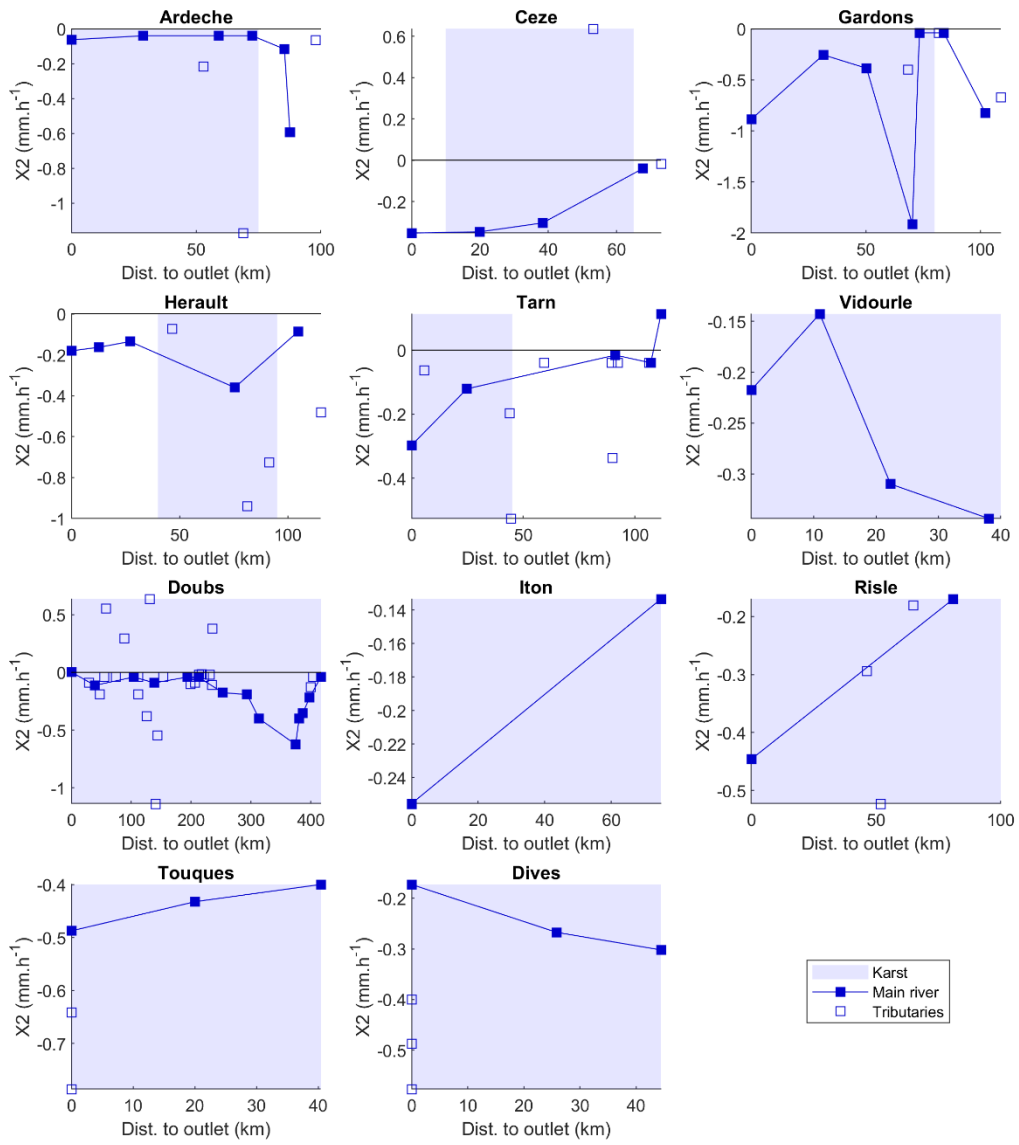 Ardeche
0
-0.2
-0.4
-0.6
-0.8
-1
X2 (mm.h⁻¹)
0 50 100
Dist. to outlet (km)
Ceze
0.6
0.4
0.2
0
-0.2
X2 (mm.h⁻¹)
0 20 40 60
Dist. to outlet (km)
Gardons
0
-0.5
-1
-1.5
-2
X2 (mm.h⁻¹)
0 50 100
Dist. to outlet (km)
Herault
0
-0.2
-0.4
-0.6
-0.8
-1
X2 (mm.h⁻¹)
0 50 100
Dist. to outlet (km)
Tarn
0
-0.2
-0.4
X2 (mm.h⁻¹)
0 50 100
Dist. to outlet (km)
Vidourle
-0.15
-0.2
-0.25
-0.3
X2 (mm.h⁻¹)
0 10 20 30 40
Dist. to outlet (km)
Doubs
0.5
0
-0.5
-1
X2 (mm.h⁻¹)
0 100 200 300 400
Dist. to outlet (km)
Iton
-0.14
-0.16
-0.18
-0.2
-0.22
-0.24
X2 (mm.h⁻¹)
0 20 40 60
Dist. to outlet (km)
Risle
-0.2
-0.3
-0.4
-0.5
X2 (mm.h⁻¹)
0 50 100
Dist. to outlet (km)
Touques
-0.4
-0.5
-0.6
-0.7
X2 (mm.h⁻¹)
0 10 20 30 40
Dist. to outlet (km)
Dives
-0.2
-0.3
-0.4
-0.5
X2 (mm.h⁻¹)
0 10 20 30 40
Dist. to outlet (km)
Karst
Main river
Tributaries